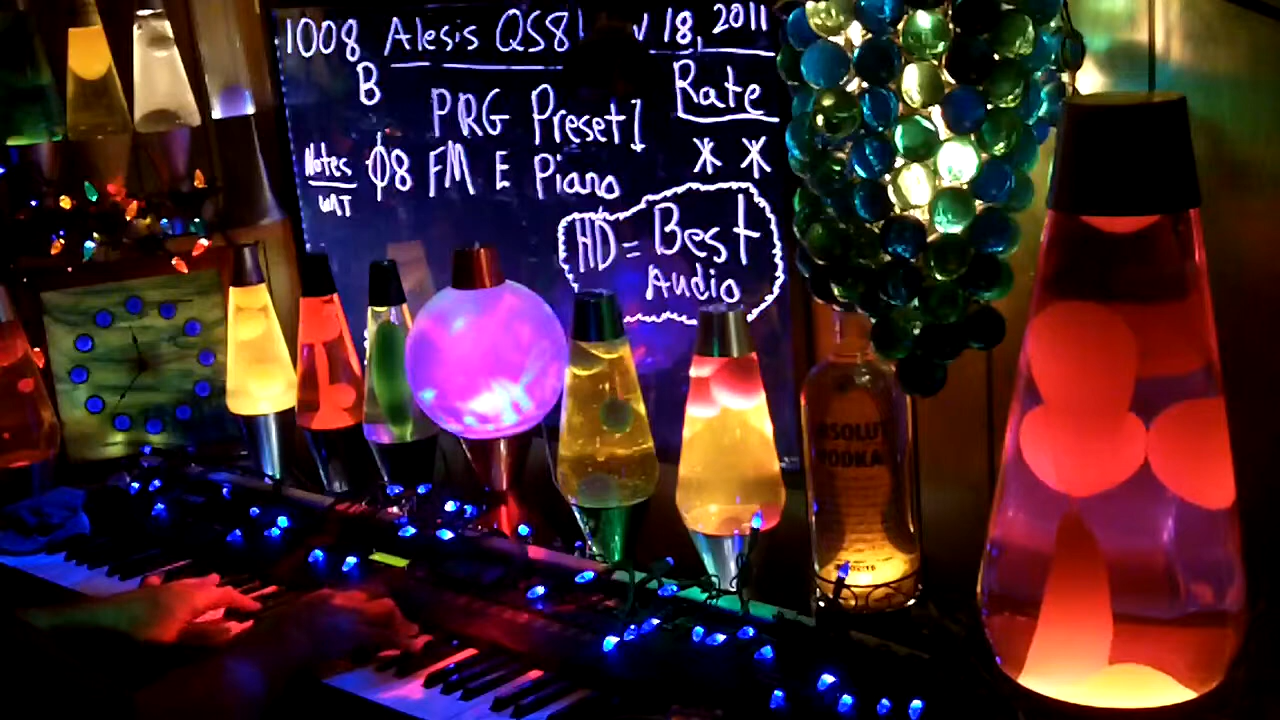 1008 Alesis QS8 18, 2011
B
PRG Preset 1
Rate
* *
Notes
Ø8 FM E Piano
HD = Best
Audio
ABSOLUT
VODKA